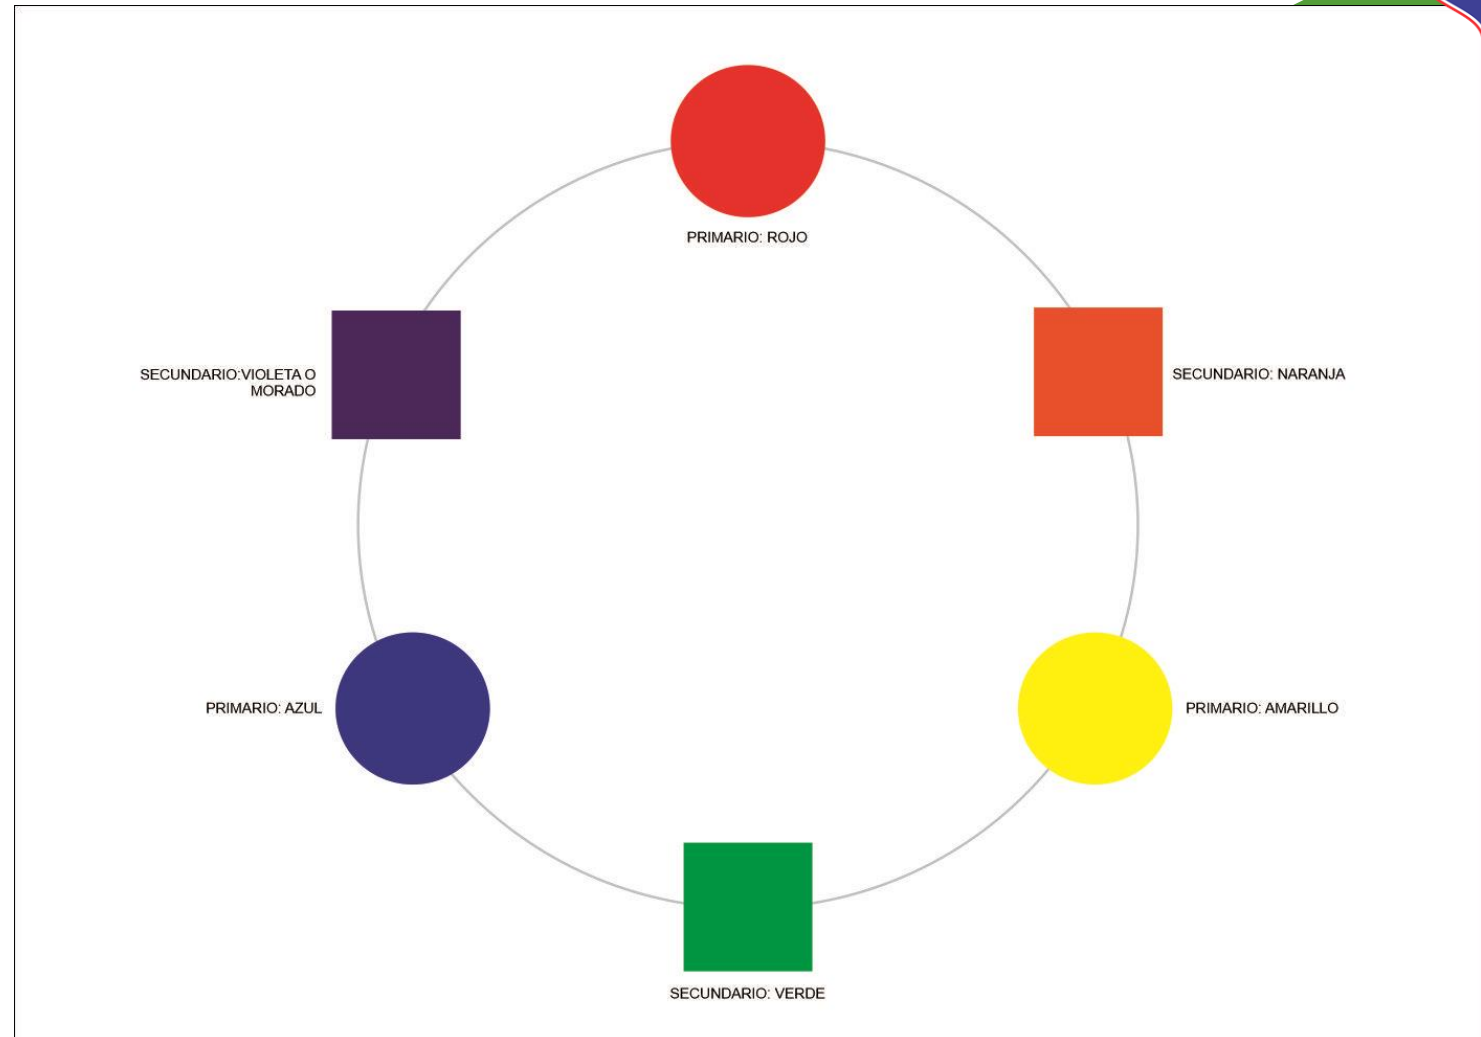 PRIMARIO: ROJO
SECUNDARIO:VIOLETA O
MORADO
SECUNDARIO: NARANJA
PRIMARIO: AZUL
PRIMARIO: AMARILLO
SECUNDARIO: VERDE